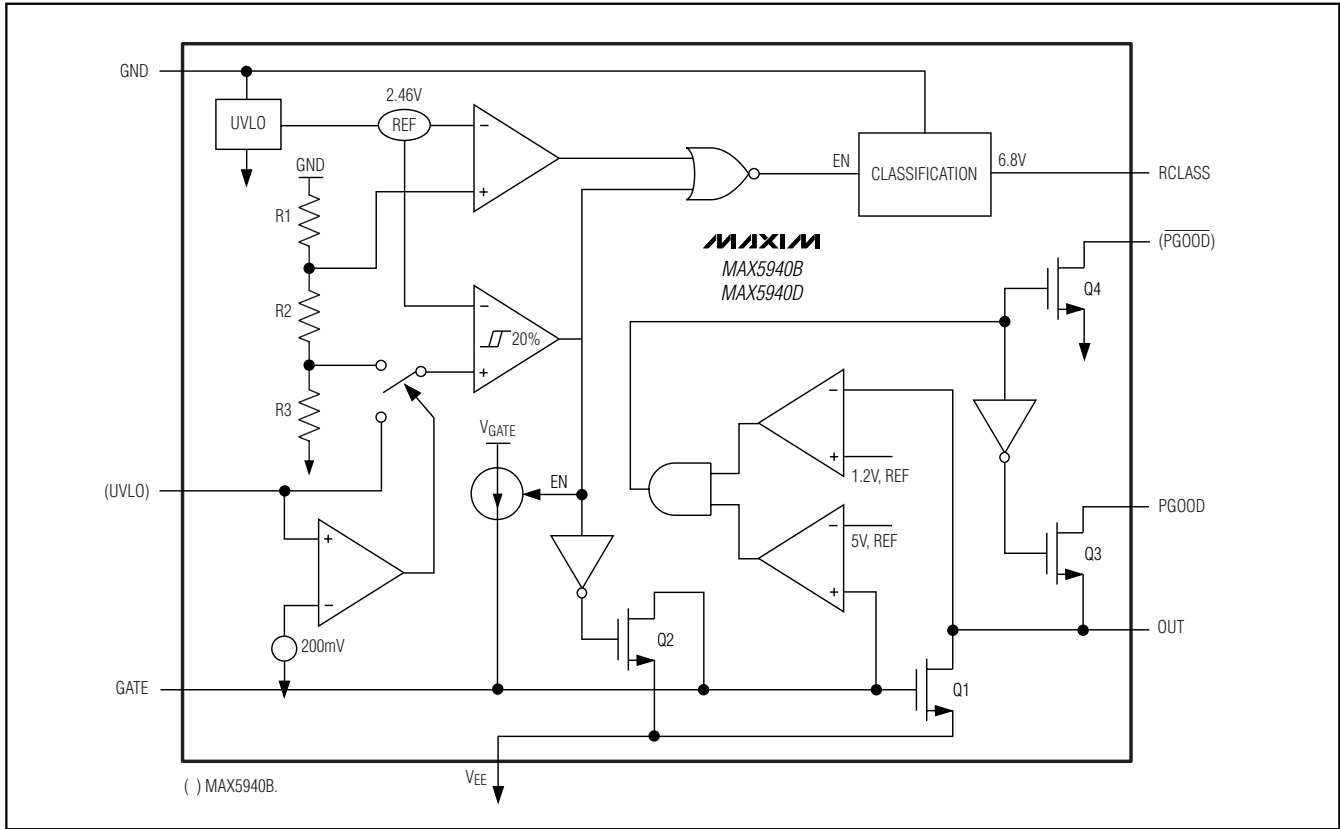 GND
2.46V
UVLO
REF
−
+
GND
R1
R2
R3
EN
CLASSIFICATION
6.8V
RCLASS
MAXIM
MAX5940B
MAX5940D
(P̅G̅O̅O̅D̅)
Q4
−
20%
+
VGATE
EN
−
+
1.2V, REF
−
5V, REF
+
(UVLO)
+
−
200mV
PGOOD
Q3
Q2
OUT
GATE
Q1
VEE
( ) MAX5940B.